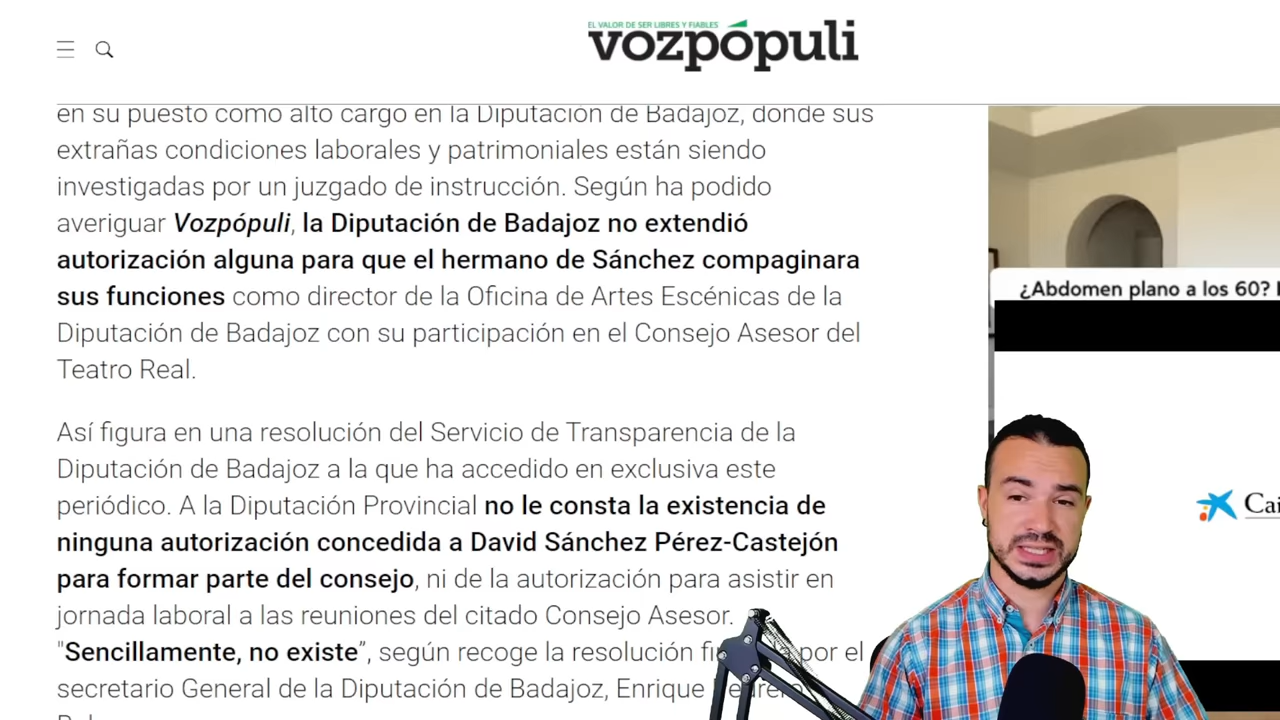 EL VALOR DE SER LIBRES Y FIABLES
vozpópuli
en su puesto como alto cargo en la Diputación de Badajoz, donde sus
extrañas condiciones laborales y patrimoniales están siendo
investigadas por un juzgado de instrucción. Según ha podido
averiguar Vozpópuli, la Diputación de Badajoz no extendió
autorización alguna para que el hermano de Sánchez compaginara
sus funciones como director de la Oficina de Artes Escénicas de la
Diputación de Badajoz con su participación en el Consejo Asesor del
Teatro Real.
Así figura en una resolución del Servicio de Transparencia de la
Diputación de Badajoz a la que ha accedido en exclusiva este
periódico. A la Diputación Provincial no le consta la existencia de
ninguna autorización concedida a David Sánchez Pérez-Castejón
para formar parte del consejo, ni de la autorización para asistir en
jornada laboral a las reuniones del citado Consejo Asesor.
"Sencillamente, no existe”, según recoge la resolución por el
secretario General de la Diputación de Badajoz, Enrique
¿Abdomen plano a los 60?
Cai